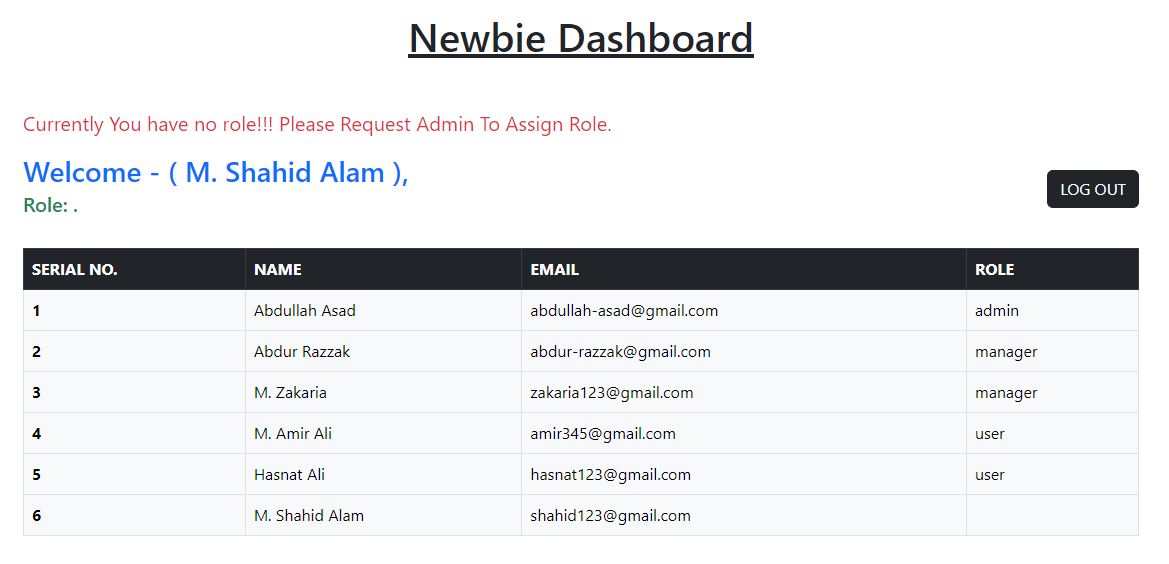 Newbie Dashboard
Currently You have no role!!! Please Request Admin To Assign Role.
Welcome - ( M. Shahid Alam ),
Role: .
LOG OUT
SERIAL NO. NAME EMAIL ROLE
1 Abdullah Asad abdullah-asad@gmail.com admin
2 Abdur Razzak abdur-razzak@gmail.com manager
3 M. Zakaria zakaria123@gmail.com manager
4 M. Amir Ali amir345@gmail.com user
5 Hasnat Ali hasnat123@gmail.com user
6 M. Shahid Alam shahid123@gmail.com